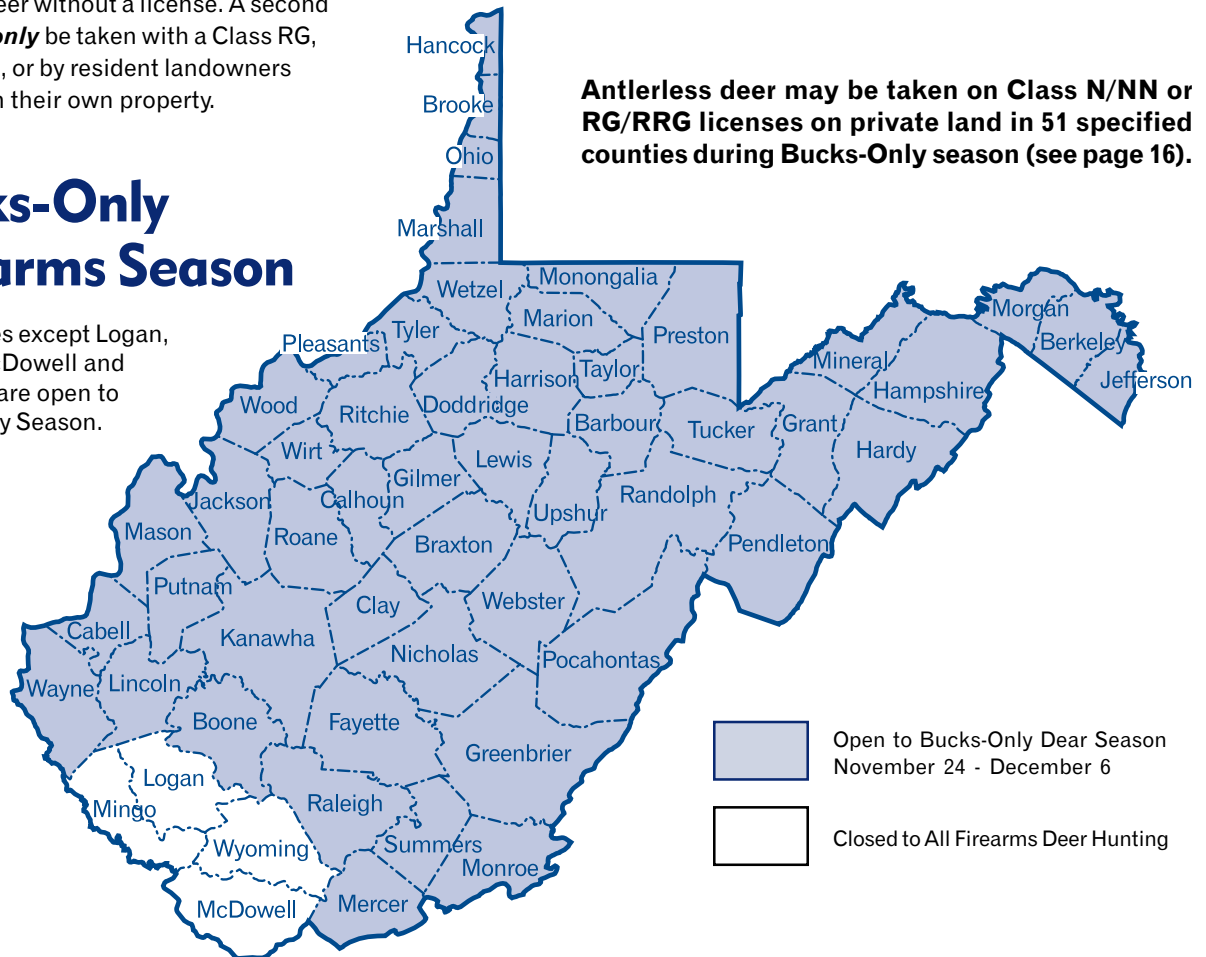 eer without a license. A second
only be taken with a Class RG,
, or by resident landowners
n their own property.
Antlerless deer may be taken on Class N/NN or
RG/RRG licenses on private land in 51 specified
counties during Bucks-Only season (see page 16).
ks-Only
arms Season
es except Logan,
cDowell and
are open to
y Season.
Hancock
Brooke
Ohio
Marshall
Wetzel
Monongalia
Marion
Preston
Tyler
Pleasants
Morgan
Berkeley
Jefferson
Mineral
Hampshire
Harrison
Taylor
Wood
Ritchie
Doddridge
Barbour
Tucker
Grant
Hardy
Wirt
Lewis
Gilmer
Jackson
Calhoun
Randolph
Upshur
Mason
Roane
Braxton
Pendleton
Putnam
Clay
Webster
Cabell
Kanawha
Nicholas
Pocahontas
Wayne
Lincoln
Boone
Fayette
Greenbrier
Logan
Mingo
Raleigh
Wyoming
Summers
Monroe
McDowell
Mercer
Open to Bucks-Only Dear Season
November 24 - December 6
Closed to All Firearms Deer Hunting